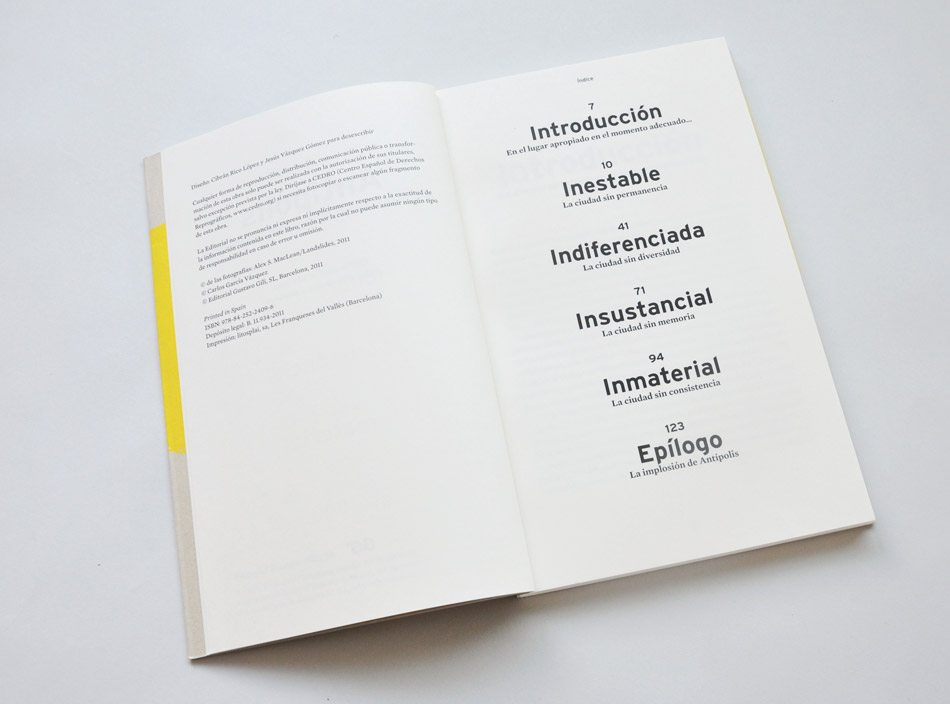 Diseño: Cibrán Rico López y Jesús Vázquez Gómez para desescribir
Cualquier forma de reproducción, distribución, comunicación pública o transfor-
mación de esta obra solo puede ser realizada con la autorización de sus titulares,
salvo excepción prevista por la ley. Diríjase a CEDRO (Centro Español de Derechos
Reprográficos, www.cedro.org) si necesita fotocopiar o escanear algún fragmento
de esta obra.
La Editorial no se pronuncia ni expresa ni implícitamente respecto a la exactitud de
la información contenida en este libro, razón por la cual no puede asumir ningún tipo
de responsabilidad en caso de error u omisión.
© de las fotografías: Alex S. MacLean/Landslides, 2011
© Carlos García Vázquez
© Editorial Gustavo Gili, SL, Barcelona, 2011
Printed in Spain
ISBN: 978-84-252-2409-6
Depósito legal: B. 11.934-2011
Impresión: litosplai, sa, Les Franqueses del Vallès (Barcelona)
Índice
7
Introducción
En el lugar apropiado en el momento adecuado...
10
Inestable
La ciudad sin permanencia
41
Indiferenciada
La ciudad sin diversidad
71
Insustancial
La ciudad sin memoria
94
Inmaterial
La ciudad sin consistencia
123
Epílogo
La implosión de Antípolis